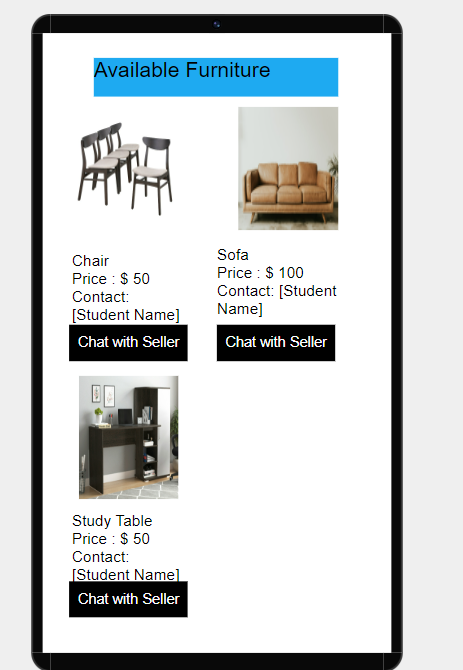 Available Furniture
Chair
Price : $ 50
Contact:
[Student Name]
Chat with Seller
Sofa
Price : $ 100
Contact: [Student
Name]
Chat with Seller
Study Table
Price : $ 50
Contact:
[Student Name]
Chat with Seller